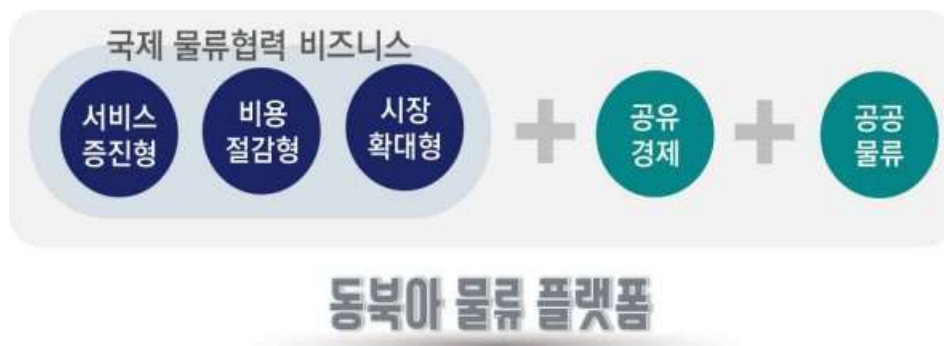 국제 물류협력 비즈니스
서비스
증진형
비용
절감형
시장
확대형
+
공유
경제
+
공공
물류
동북아 물류 플랫폼